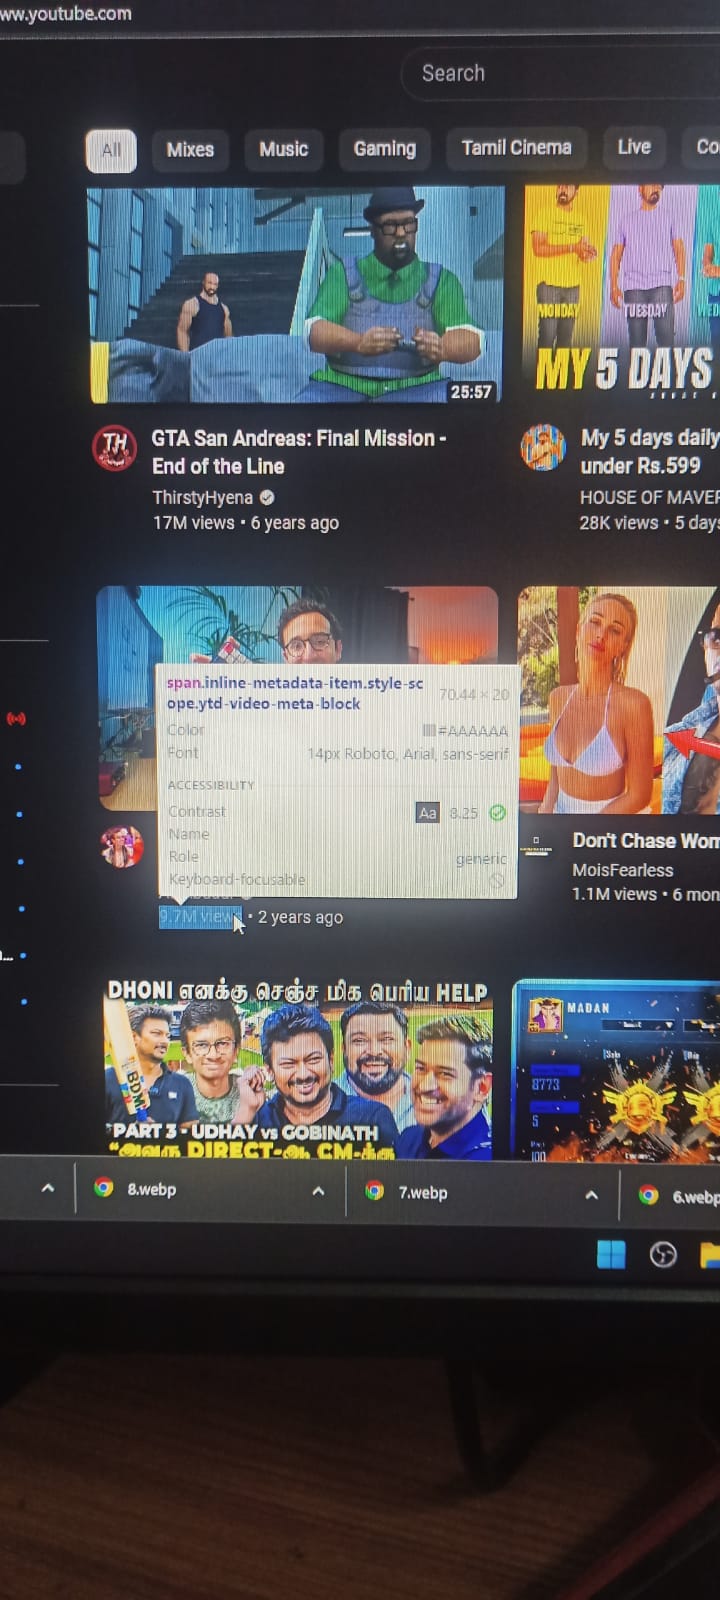 ww.youtube.com
Search
All
Mixes
Music
Gaming
Tamil Cinema
Live
Co
25:57
MONDAY
TUESDAY
WED
MY 5 DAYS
TH
GTA San Andreas: Final Mission -
End of the Line
ThirstyHyena
17M views • 6 years ago
My 5 days daily
under Rs.599
HOUSE OF MAVER
28K views • 5 days
span.inline-metadata-item.style-sc
ope.ytd-video-meta-block
70.44 × 20
Color
#AAAAAA
Font
14px Roboto, Arial, sans-serif
ACCESSIBILITY
Contrast
Aa 8.25
Name
Role
generic
Keyboard-focusable
9.7M views • 2 years ago
Don't Chase Wom
MoisFearless
1.1M views • 6 mon
DHONI எனக்கு செஞ்ச மிக பெரிய HELP
BDM
PART 3 - UDHAY vs GOBINATH
“அவரு DIRECT-ஆ CM-க்கு
MADAN
8773
5
100
8.webp
7.webp
6.webp